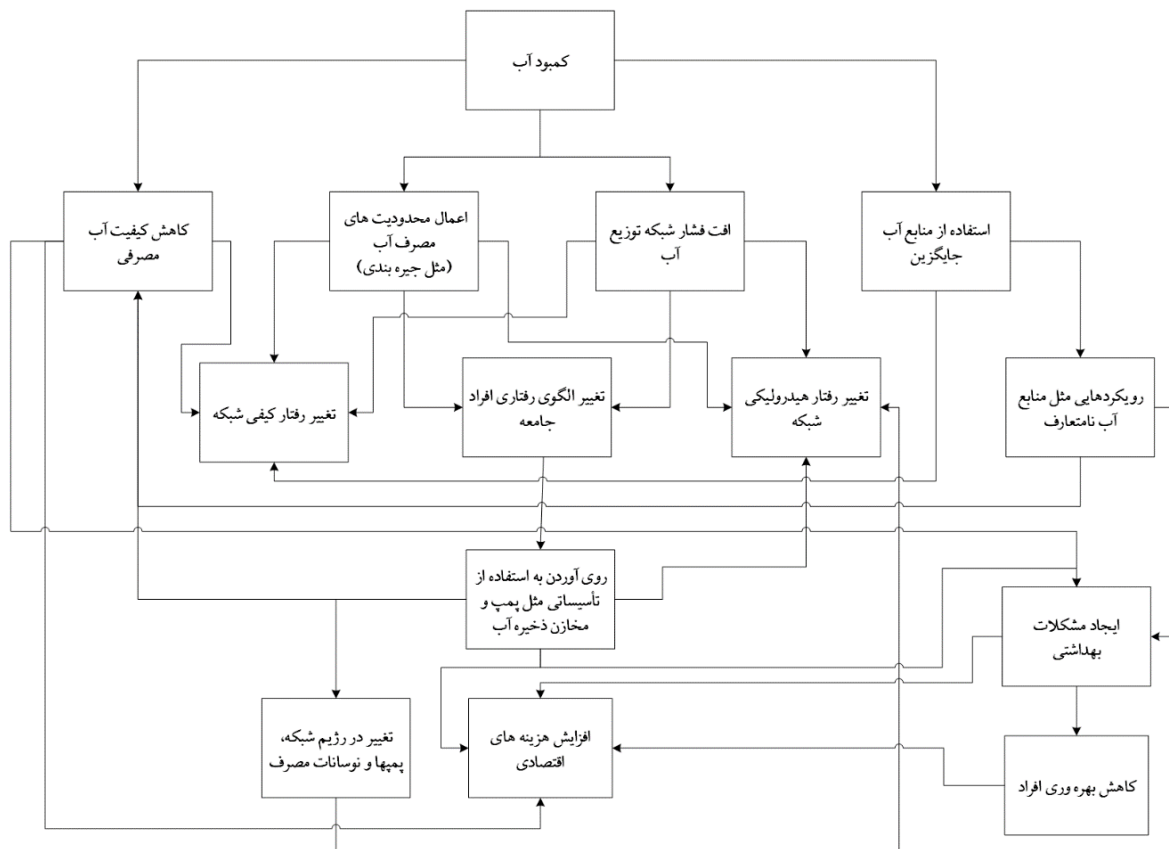 کمبود آب
کاهش کیفیت آب
مصرفی
اعمال محدودیت های
مصرف آب
(مثل جیره بندی)
افت فشار شبکه توزیع
آب
استفاده از منابع آب
جایگزین
تغییر رفتار کیفی شبکه
تغییر الگوی رفتاری افراد
جامعه
تغییر رفتار هیدرولیکی
شبکه
رویکردهایی مثل منابع
آب نامتعارف
روی آوردن به استفاده از
تأسیساتی مثل پمپ و
مخازن ذخیره آب
ایجاد مشکلات
بهداشتی
تغییر در رژیم شبکه،
پمپها و نوسانات مصرف
افزایش هزینه های
اقتصادی
کاهش بهره وری افراد